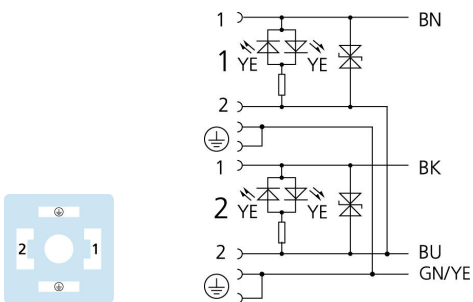 1 BN
1 YE YE
2
1 BK
2 YE YE
2 BU
GN/YE
2 1